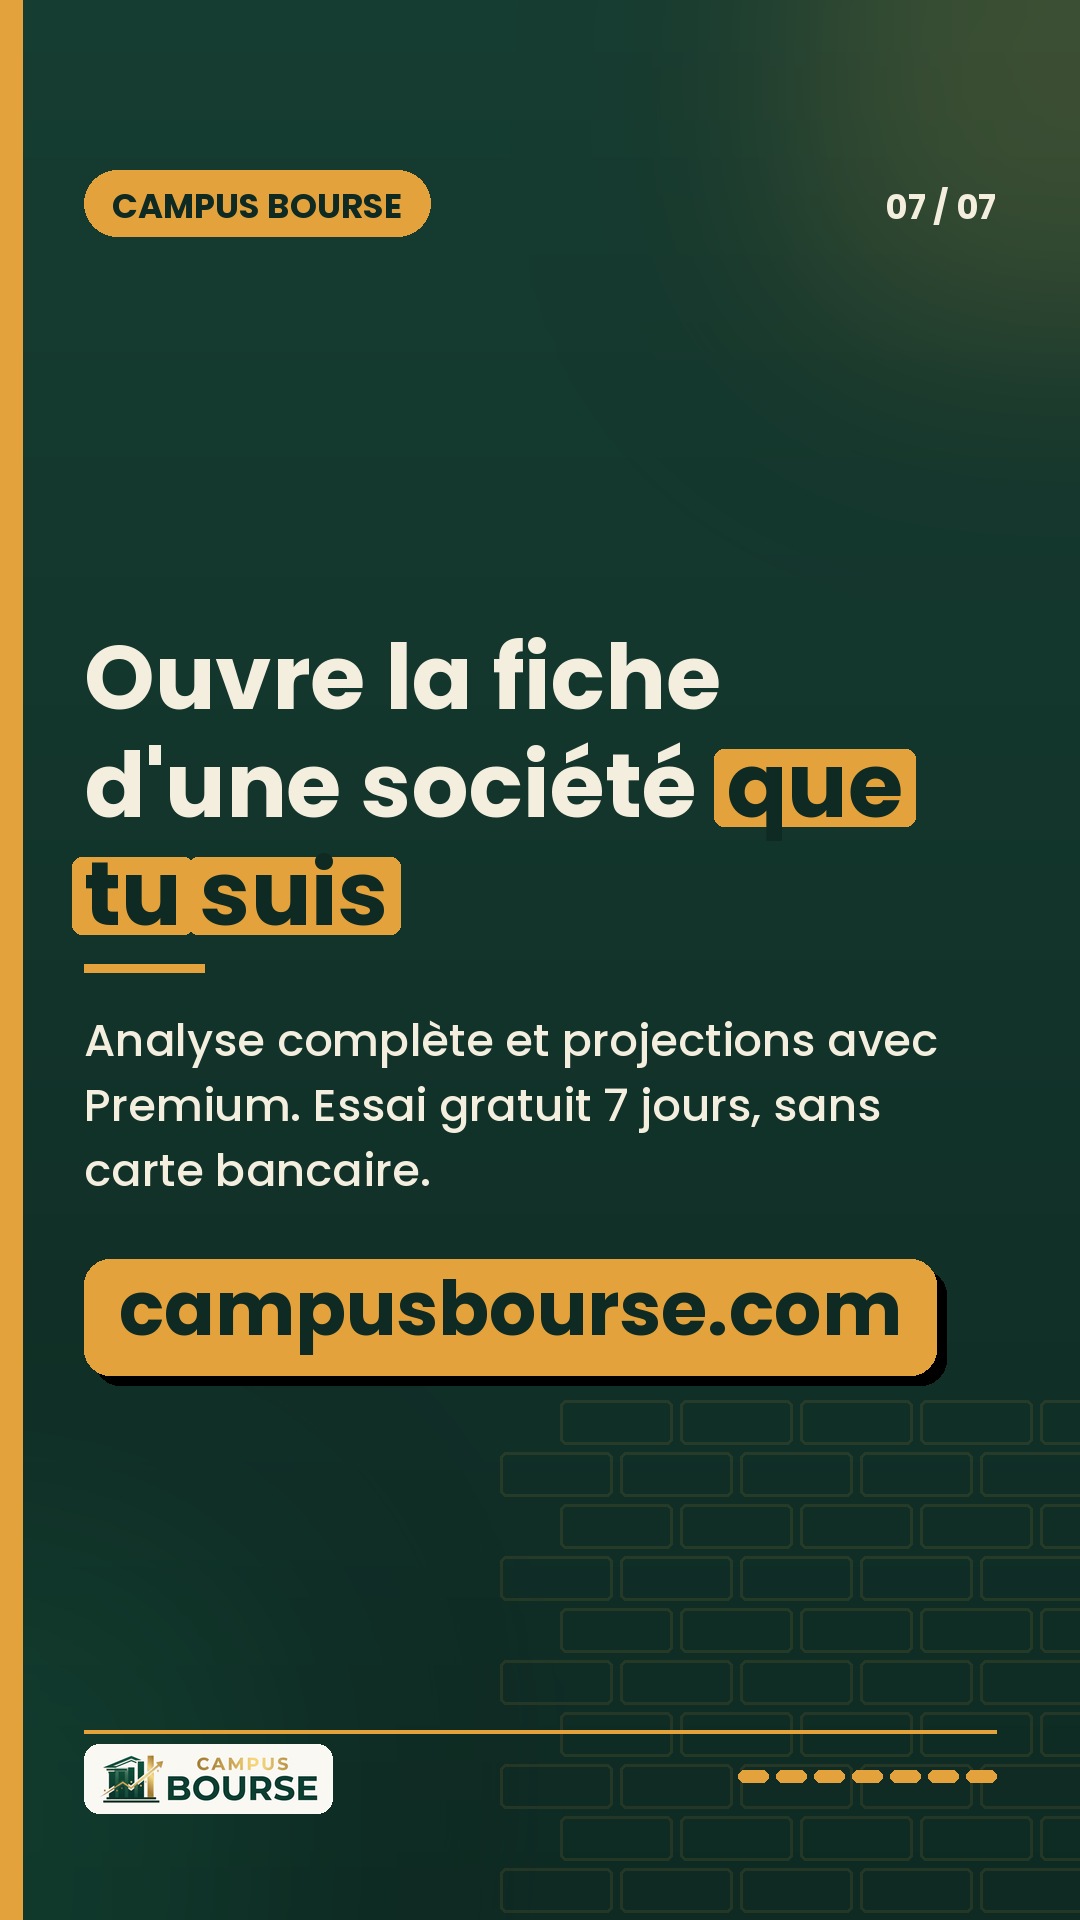 CAMPUS BOURSE
07 / 07
Ouvre la fiche
d'une société que
tu suis
Analyse complète et projections avec
Premium. Essai gratuit 7 jours, sans
carte bancaire.
campusbourse.com
CAMPUS
BOURSE